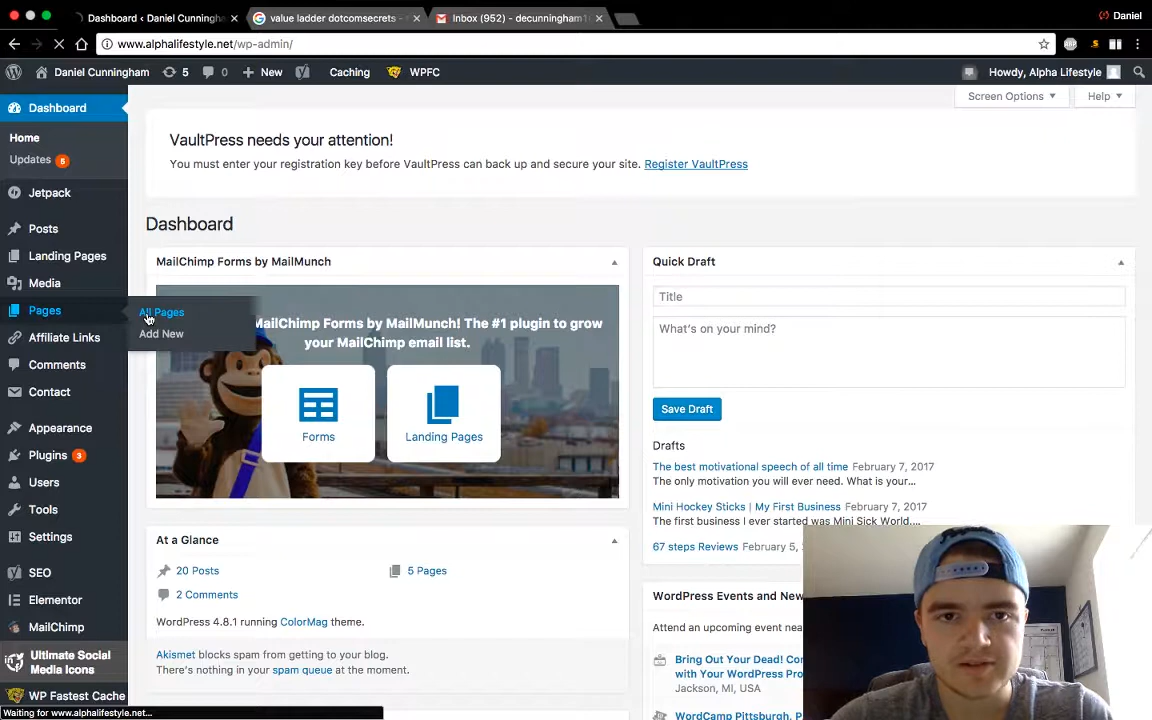 Dashboard ‹ Daniel Cunningh
value ladder dotcomsecrets -
Inbox (952) - decunningham1
Daniel
www.alphalifestyle.net/wp-admin/
Daniel Cunningham
5
0
New
Caching
WPFC
Howdy, Alpha Lifestyle
Dashboard
Home
Updates 5
Jetpack
Posts
Landing Pages
Media
Pages
All Pages
Add New
Affiliate Links
Comments
Contact
Appearance
Plugins 3
Users
Tools
Settings
SEO
Elementor
MailChimp
Ultimate Social
Media Icons
WP Fastest Cache
Waiting for www.alphalifestyle.net...
Screen Options
Help
VaultPress needs your attention!
You must enter your registration key before VaultPress can back up and secure your site. Register VaultPress
Dashboard
MailChimp Forms by MailMunch
MailChimp Forms by MailMunch! The #1 plugin to grow
your MailChimp email list.
Forms
Landing Pages
At a Glance
20 Posts
5 Pages
2 Comments
WordPress 4.8.1 running ColorMag theme.
Akismet blocks spam from getting to your blog.
There's nothing in your spam queue at the moment.
Quick Draft
Title
What's on your mind?
Save Draft
Drafts
The best motivational speech of all time February 7, 2017
The only motivation you will ever need. What is your…
Mini Hockey Sticks | My First Business February 7, 2017
The first business I ever started was Mini Sick World.…
67 steps Reviews February 5,
WordPress Events and New
Attend an upcoming event nea
Bring Out Your Dead! Con
with Your WordPress Pro
Jackson, MI, USA
WordCamp Pittsburgh, P